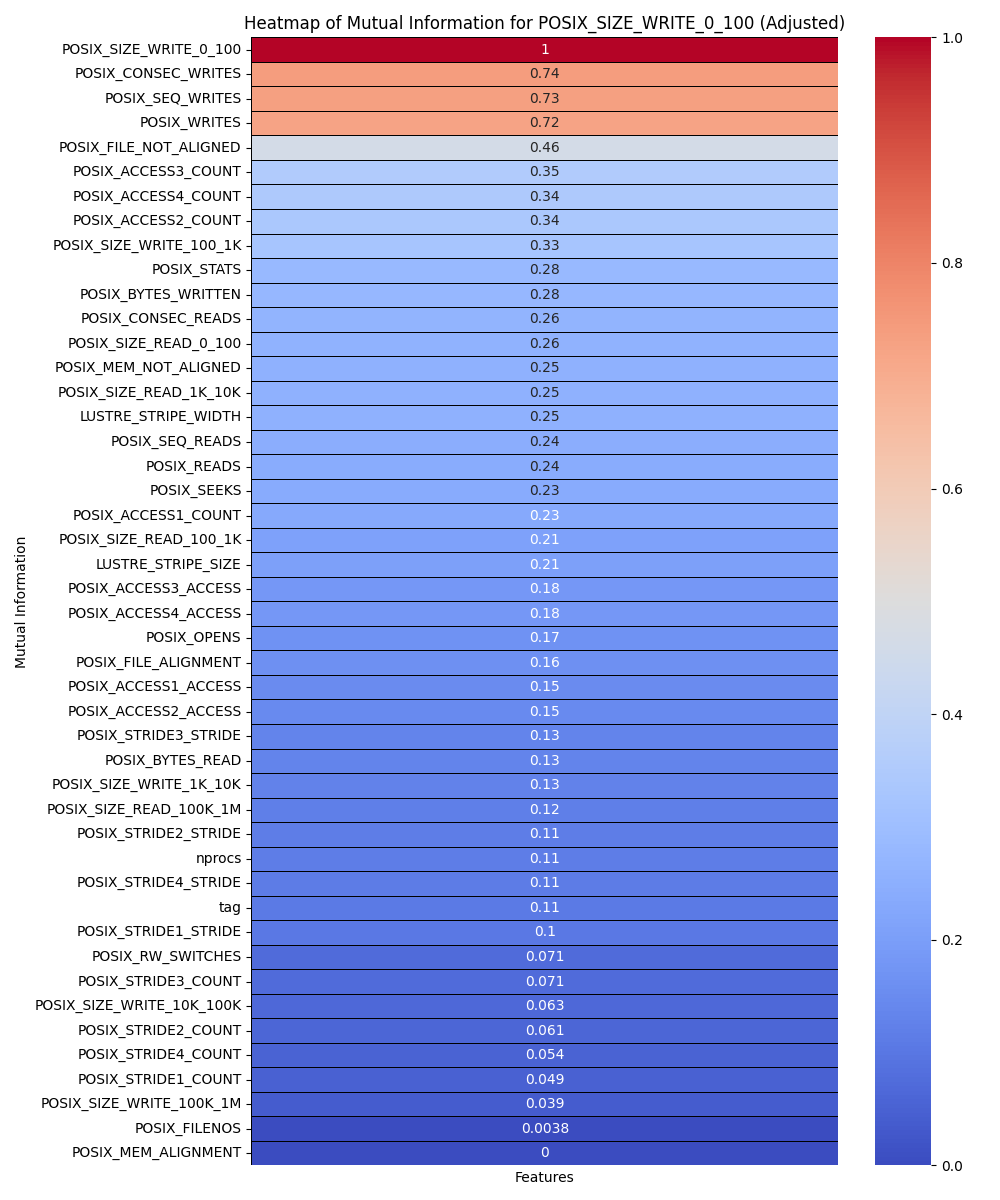 Heatmap of Mutual Information for POSIX_SIZE_WRITE_0_100 (Adjusted)
POSIX_SIZE_WRITE_0_100 1
POSIX_CONSEC_WRITES 0.74
POSIX_SEQ_WRITES 0.73
POSIX_WRITES 0.72
POSIX_FILE_NOT_ALIGNED 0.46
POSIX_ACCESS3_COUNT 0.35
POSIX_ACCESS4_COUNT 0.34
POSIX_ACCESS2_COUNT 0.34
POSIX_SIZE_WRITE_100_1K 0.33
POSIX_STATS 0.28
POSIX_BYTES_WRITTEN 0.28
POSIX_CONSEC_READS 0.26
POSIX_SIZE_READ_0_100 0.26
POSIX_MEM_NOT_ALIGNED 0.25
POSIX_SIZE_READ_1K_10K 0.25
LUSTRE_STRIPE_WIDTH 0.25
POSIX_SEQ_READS 0.24
POSIX_READS 0.24
POSIX_SEEKS 0.23
POSIX_ACCESS1_COUNT 0.23
POSIX_SIZE_READ_100_1K 0.21
LUSTRE_STRIPE_SIZE 0.21
POSIX_ACCESS3_ACCESS 0.18
POSIX_ACCESS4_ACCESS 0.18
POSIX_OPENS 0.17
POSIX_FILE_ALIGNMENT 0.16
POSIX_ACCESS1_ACCESS 0.15
POSIX_ACCESS2_ACCESS 0.15
POSIX_STRIDE3_STRIDE 0.13
POSIX_BYTES_READ 0.13
POSIX_SIZE_WRITE_1K_10K 0.13
POSIX_SIZE_READ_100K_1M 0.12
POSIX_STRIDE2_STRIDE 0.11
nprocs 0.11
POSIX_STRIDE4_STRIDE 0.11
tag 0.11
POSIX_STRIDE1_STRIDE 0.1
POSIX_RW_SWITCHES 0.071
POSIX_STRIDE3_COUNT 0.071
POSIX_SIZE_WRITE_10K_100K 0.063
POSIX_STRIDE2_COUNT 0.061
POSIX_STRIDE4_COUNT 0.054
POSIX_STRIDE1_COUNT 0.049
POSIX_SIZE_WRITE_100K_1M 0.039
POSIX_FILENOS 0.0038
POSIX_MEM_ALIGNMENT 0
Features
Mutual Information
1.0
0.8
0.6
0.4
0.2
0.0